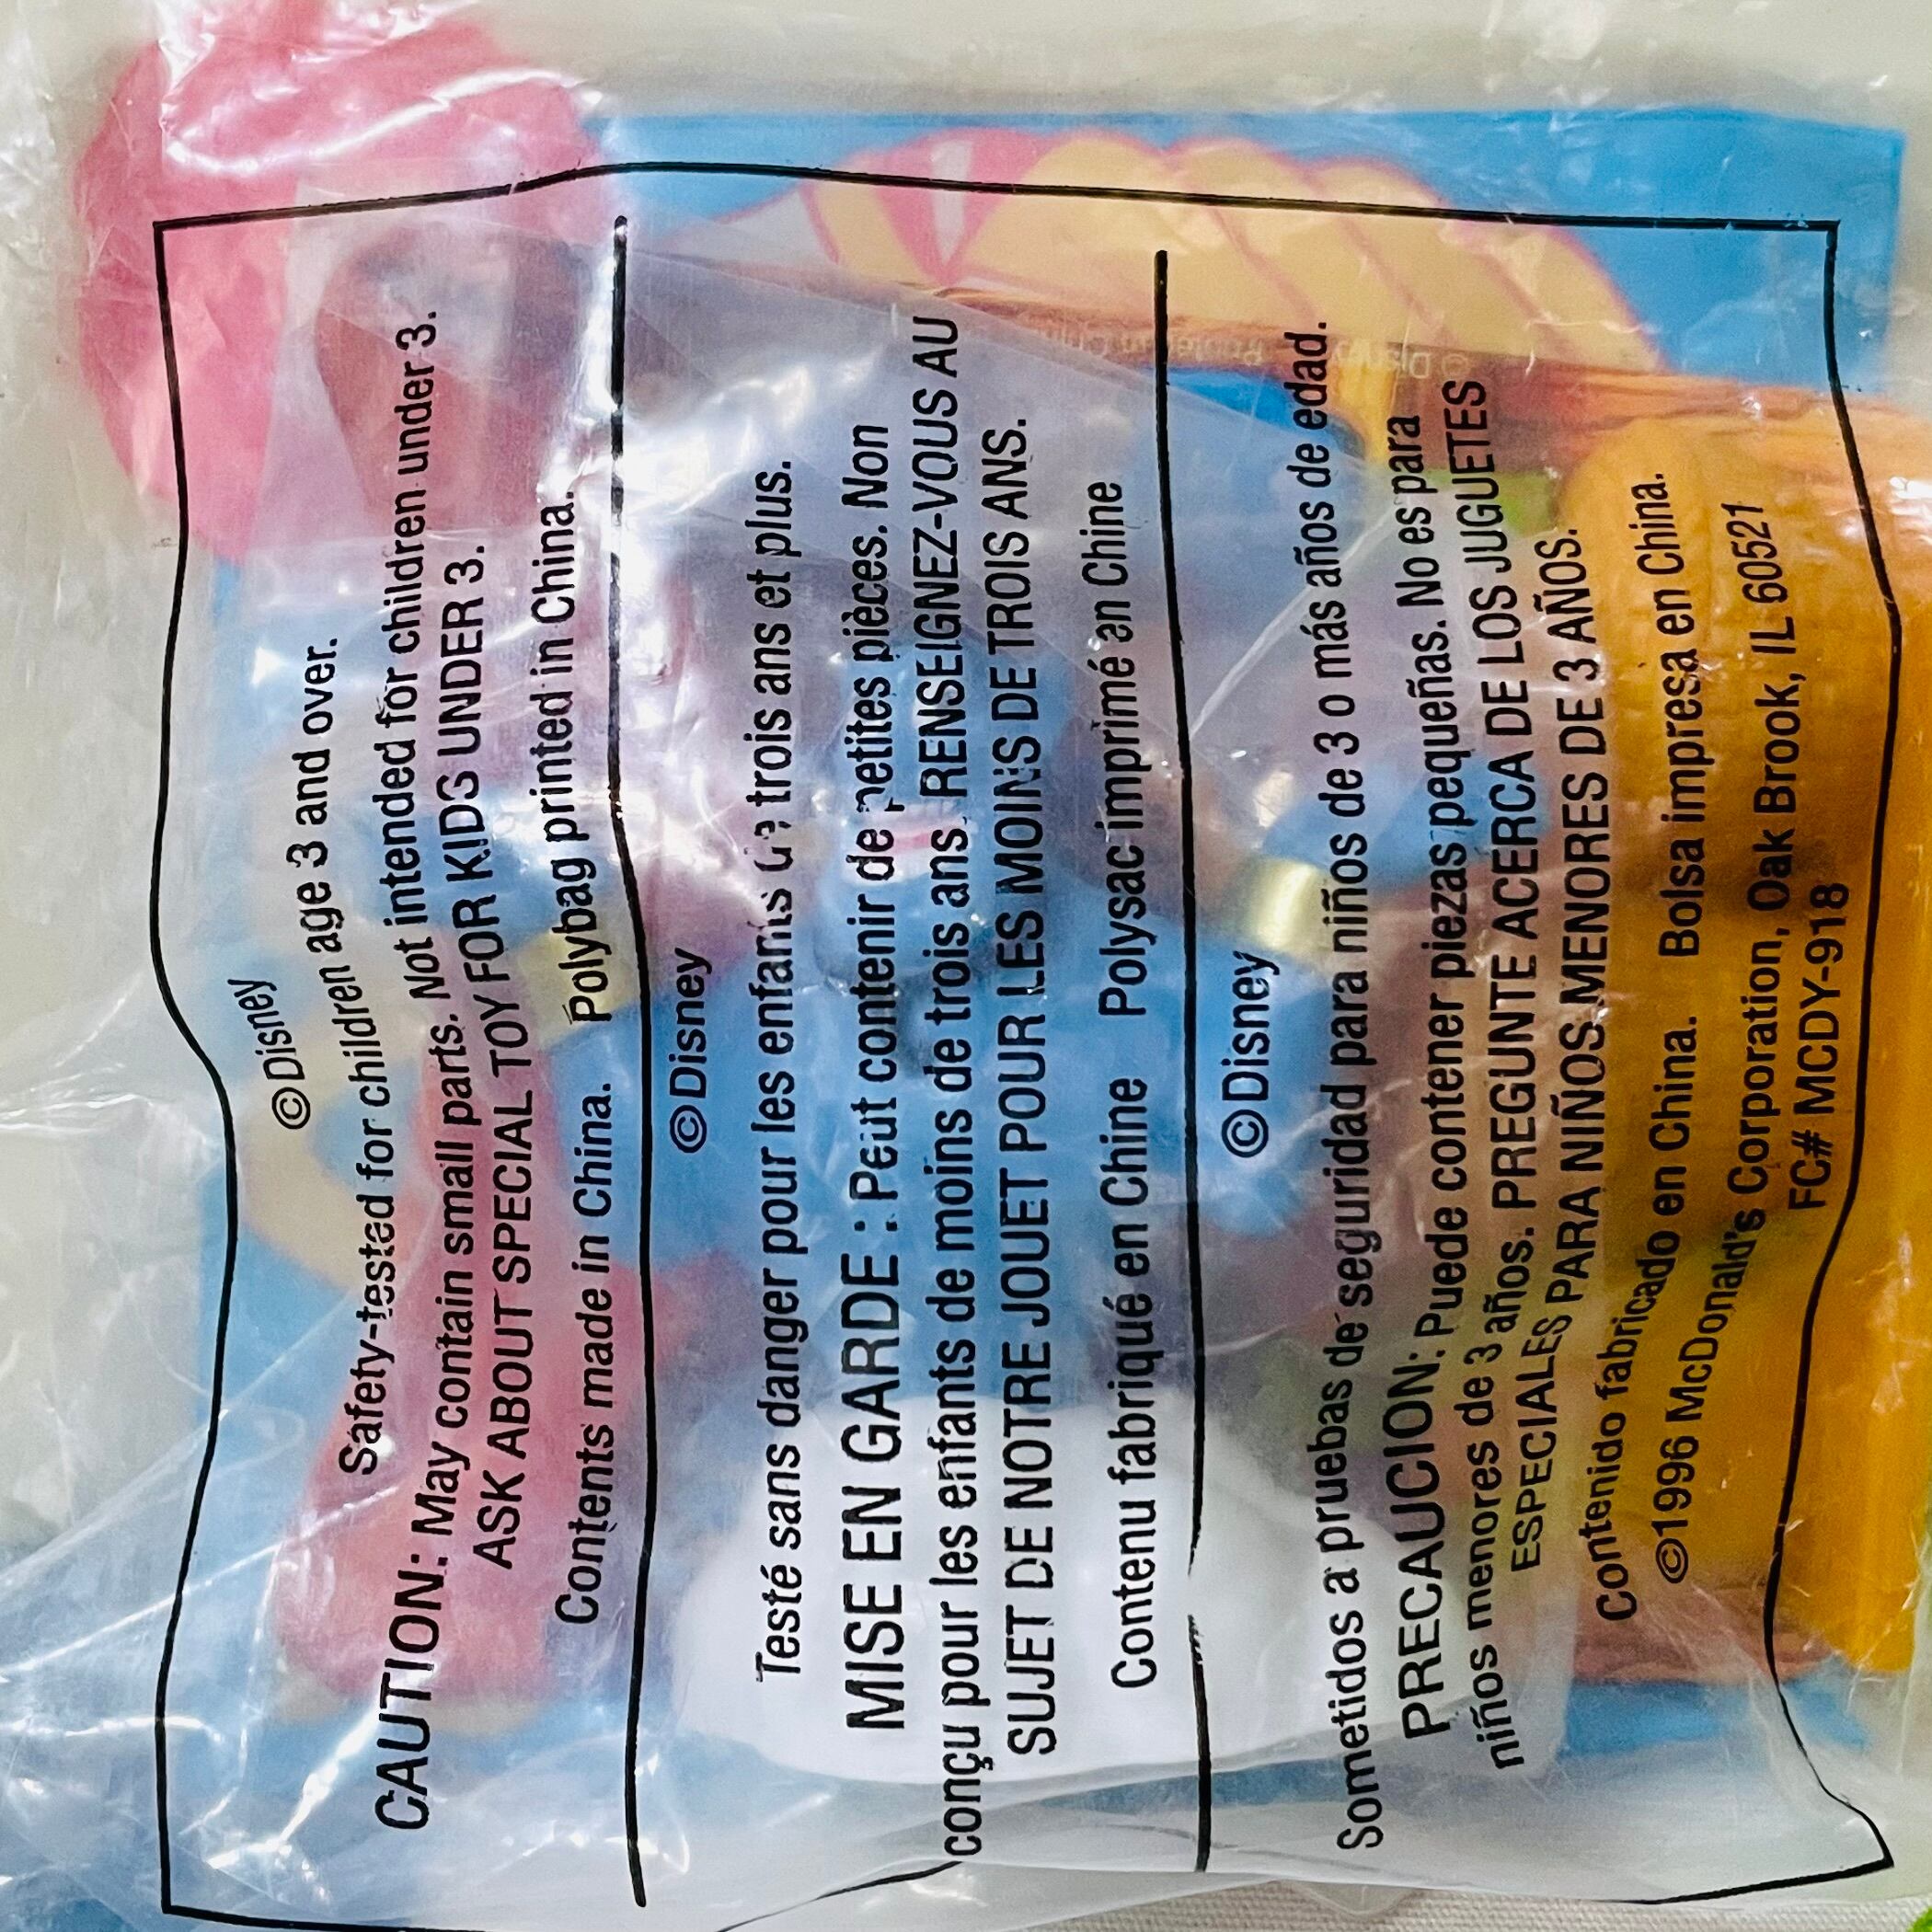 ©Disney
Safety-tested for children age 3 and over.
CAUTION: May contain small parts. Not intended for children under 3.
ASK ABOUT SPECIAL TOY FOR KIDS UNDER 3.
Contents made in China. Polybag printed in China.
©Disney
Testé sans danger pour les enfants de trois ans et plus.
MISE EN GARDE : Peut contenir de petites pièces. Non
conçu pour les enfants de moins de trois ans. RENSEIGNEZ-VOUS AU
SUJET DE NOTRE JOUET POUR LES MOINS DE TROIS ANS.
Contenu fabriqué en Chine Polysac imprimé an Chine
©Disney
Sometidos a pruebas de seguridad para niños de 3 o más años de edad.
PRECAUCION: Puede contener piezas pequeñas. No es para
niños menores de 3 años. PREGUNTE ACERCA DE LOS JUGUETES
ESPECIALES PARA NIÑOS MENORES DE 3 AÑOS.
Contenido fabricado en China. Bolsa impresa en China.
©1996 McDonald's Corporation, Oak Brook, IL 60521
FC# MCDY-918
© Disney Printed in China